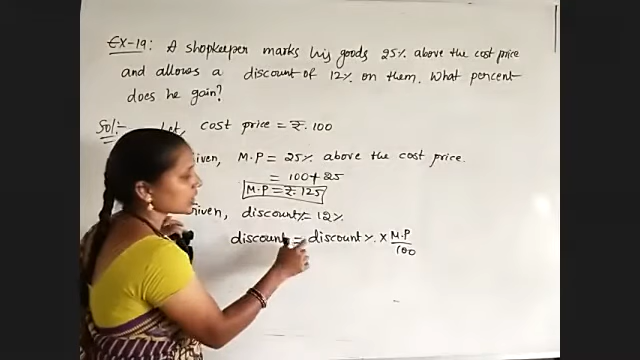 EX-19: A shopkeeper marks his goods 25% above the cost price
and allows a discount of 12% on them. What percent
does he gain?
Sol:- Let, cost price = ₹.100
M.P = 25% above the cost price.
= 100+25
M.P = ₹.125
discount% = 12%
discount = discount% × M.P/100